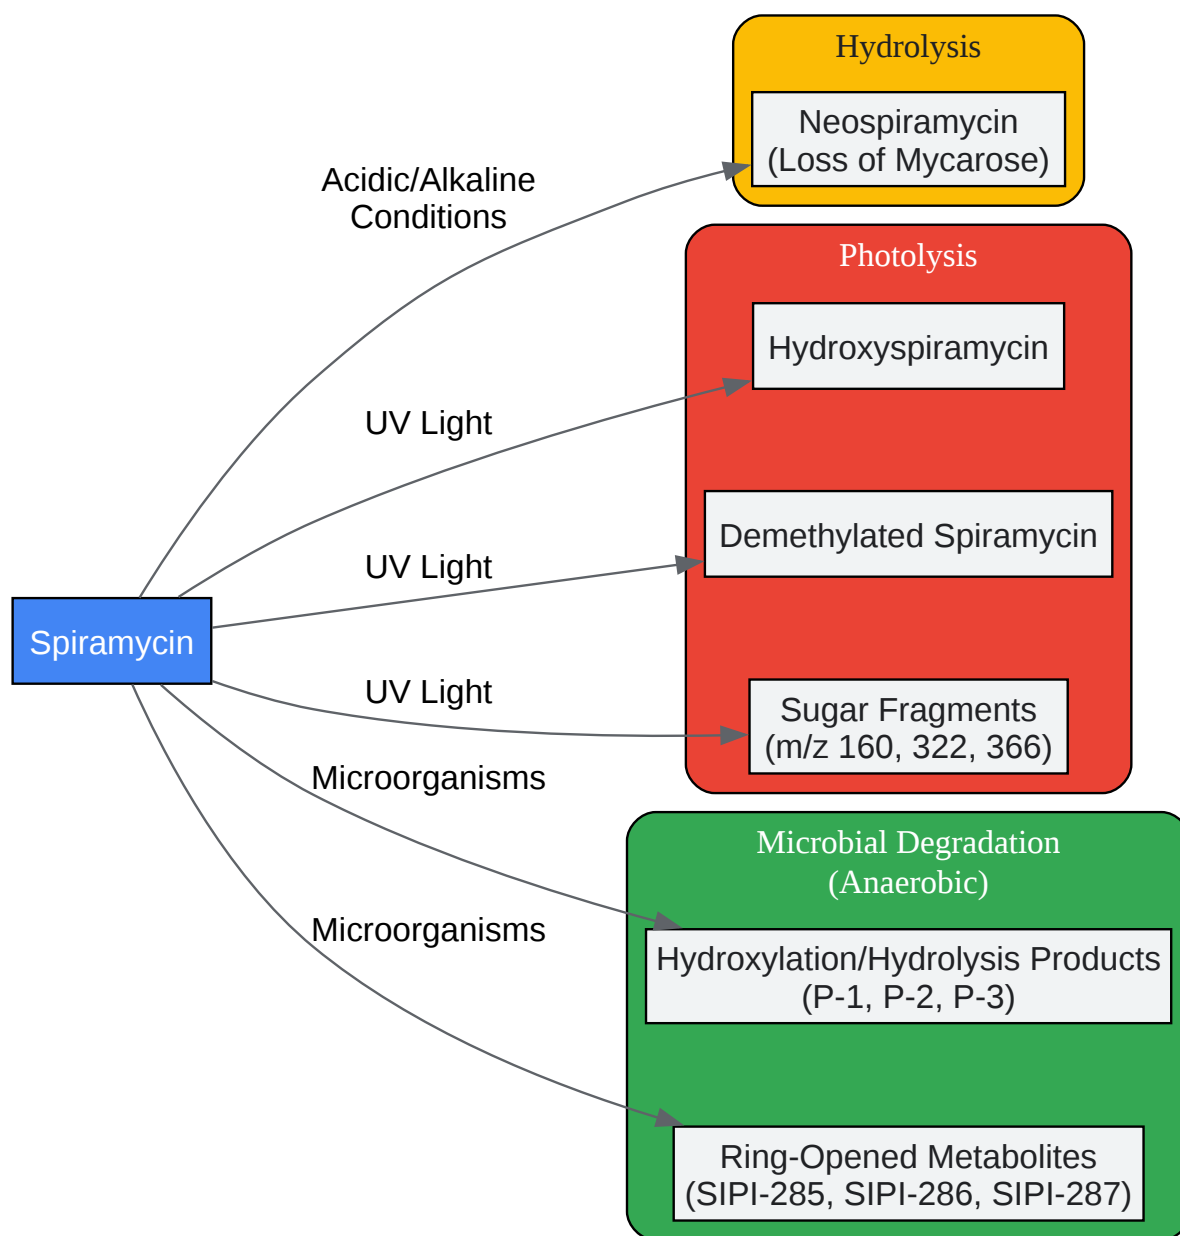 Hydrolysis
Neospiramycin
(Loss of Mycarose)
Acidic/Alkaline
Conditions
Photolysis
Hydroxyspiramycin
UV Light
Demethylated Spiramycin
UV Light
Spiramycin
UV Light
Sugar Fragments
(m/z 160, 322, 366)
Microorganisms
Microbial Degradation
(Anaerobic)
Microorganisms
Hydroxylation/Hydrolysis Products
(P-1, P-2, P-3)
Ring-Opened Metabolites
(SIPI-285, SIPI-286, SIPI-287)